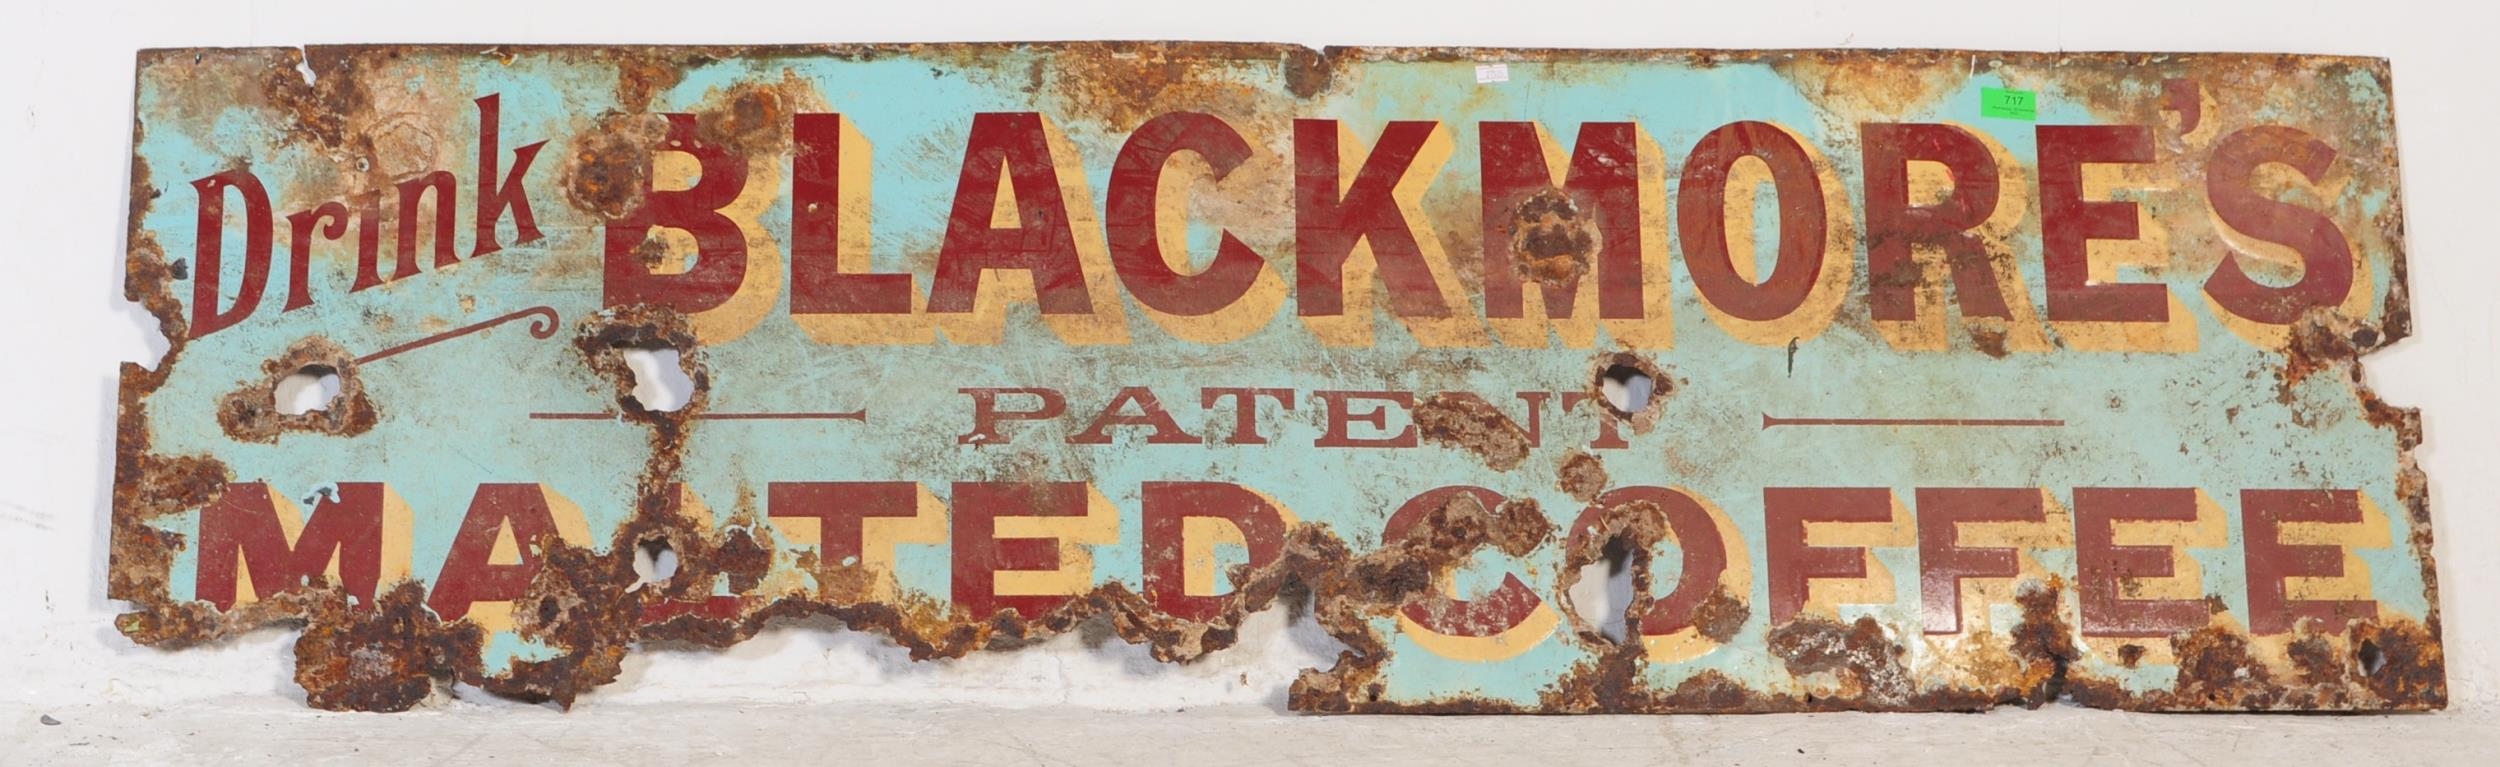 Drink BLACKMORE'S
PATENT
MALTED COFFEE
717